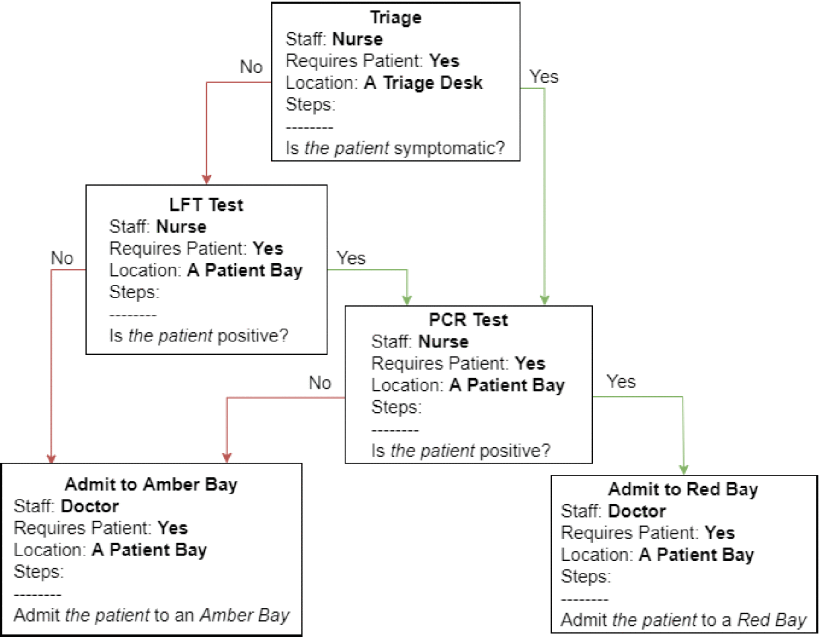 Triage
Staff: Nurse
Requires Patient: Yes
Location: A Triage Desk
Steps:
--------
Is the patient symptomatic?
No
Yes
LFT Test
Staff: Nurse
Requires Patient: Yes
Location: A Patient Bay
Steps:
--------
Is the patient positive?
No
Yes
PCR Test
Staff: Nurse
Requires Patient: Yes
Location: A Patient Bay
Steps:
--------
Is the patient positive?
No
Yes
Admit to Amber Bay
Staff: Doctor
Requires Patient: Yes
Location: A Patient Bay
Steps:
--------
Admit the patient to an Amber Bay
Admit to Red Bay
Staff: Doctor
Requires Patient: Yes
Location: A Patient Bay
Steps:
--------
Admit the patient to a Red Bay